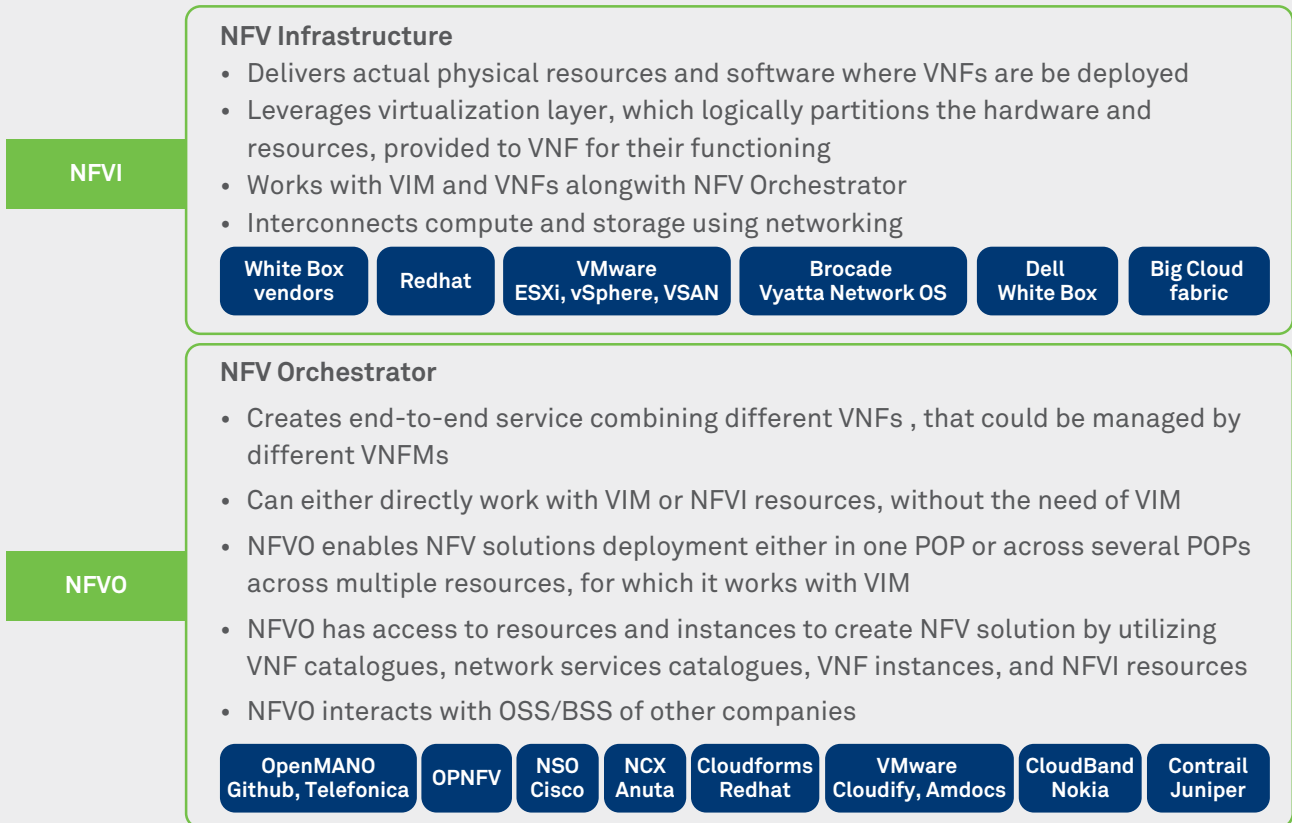 NFVI
NFV Infrastructure
• Delivers actual physical resources and software where VNFs are be deployed
• Leverages virtualization layer, which logically partitions the hardware and
resources, provided to VNF for their functioning
• Works with VIM and VNFs alongwith NFV Orchestrator
• Interconnects compute and storage using networking
White Box
vendors
Redhat
VMware
ESXi, vSphere, VSAN
Brocade
Vyatta Network OS
Dell
White Box
Big Cloud
fabric
NFVO
NFV Orchestrator
• Creates end-to-end service combining different VNFs , that could be managed by
different VNFMs
• Can either directly work with VIM or NFVI resources, without the need of VIM
• NFVO enables NFV solutions deployment either in one POP or across several POPs
across multiple resources, for which it works with VIM
• NFVO has access to resources and instances to create NFV solution by utilizing
VNF catalogues, network services catalogues, VNF instances, and NFVI resources
• NFVO interacts with OSS/BSS of other companies
OpenMANO
Github, Telefonica
OPNFV
NSO
Cisco
NCX
Anuta
Cloudforms
Redhat
VMware
Cloudify, Amdocs
CloudBand
Nokia
Contrail
Juniper